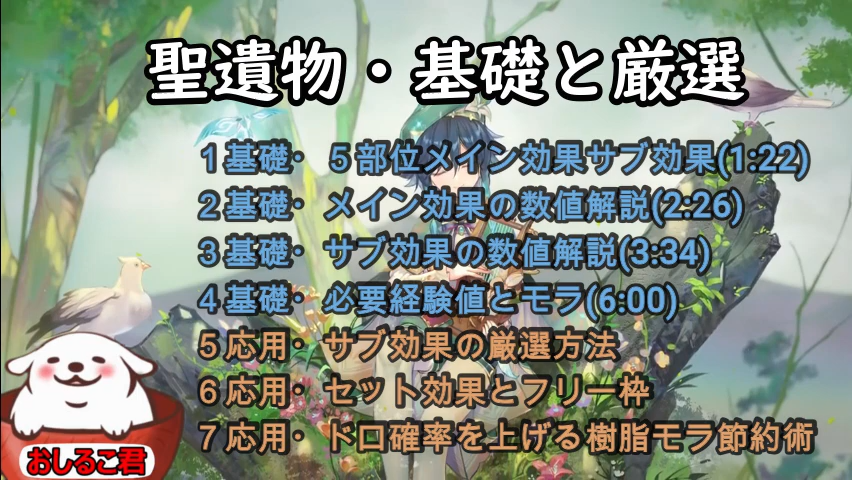 聖遺物・基礎と厳選
1基礎・5部位メイン効果サブ効果(1:22)
2基礎・メイン効果の数値解説(2:26)
3基礎・サブ効果の数値解説(3:34)
4基礎・必要経験値とモラ(6:00)
5応用・サブ効果の厳選方法
6応用・セット効果とフリー枠
7応用・ドロ確率を上げる樹脂モラ節約術
おしるこ君